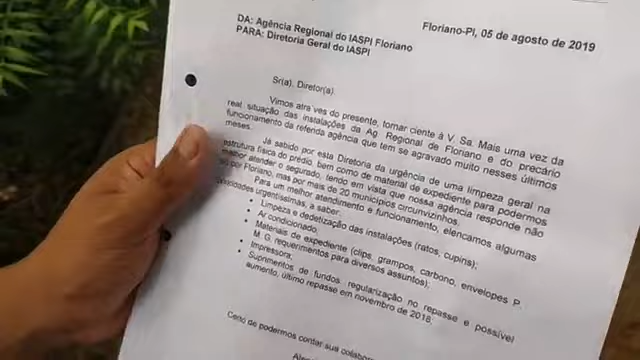 DA: Agência Regional do IASPI Floriano
PARA: Diretoria Geral do IASPI
Floriano-PI, 05 de agosto de 2019
Sr(a). Diretor(a).
Vimos atra ves do presente, tornar ciente à V. Sa. Mais uma vez da
real situação das instalações da Ag. Regional de Floriano e do precário
funcionamento da referida agência que tem se agravado muito nesses últimos
meses.
Já sabido por esta Diretoria da urgência de uma limpeza geral na
estrutura física do prédio, bem como de material de expediente para podermos
melhor atender o segurado, tendo em vista que nossa agência responde não
só por Floriano, mas por mais de 20 municípios circunvizinhos.
Para um melhor atendimento e funcionamento, elencamos algumas
urgentíssimas, a saber:
• Limpeza e dedetização das instalações (ratos, cupins);
• Ar condicionado;
• Materiais de expediente (clips, grampos, carbono, envelopes P.
M. G, requerimentos para diversos assuntos);
• Impressora;
• Suprimentos de fundos, regularização no repasse e possível
aumento, último repasse em novembro de 2018;
Certo de podermos contar sua